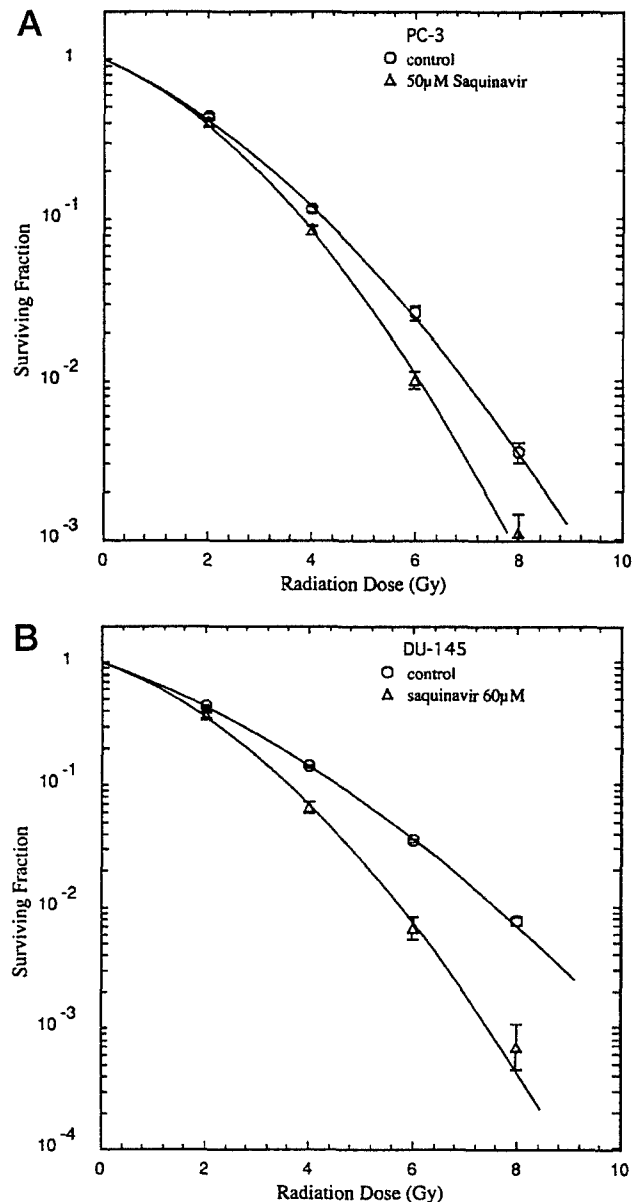 A
PC-3
control
50µM Saquinavir
1
10⁻¹
10⁻²
10⁻³
Surviving Fraction
0 2 4 6 8 10
Radiation Dose (Gy)
B
DU-145
control
saquinavir 60µM
1
10⁻¹
10⁻²
10⁻³
10⁻⁴
Surviving Fraction
0 2 4 6 8 10
Radiation Dose (Gy)